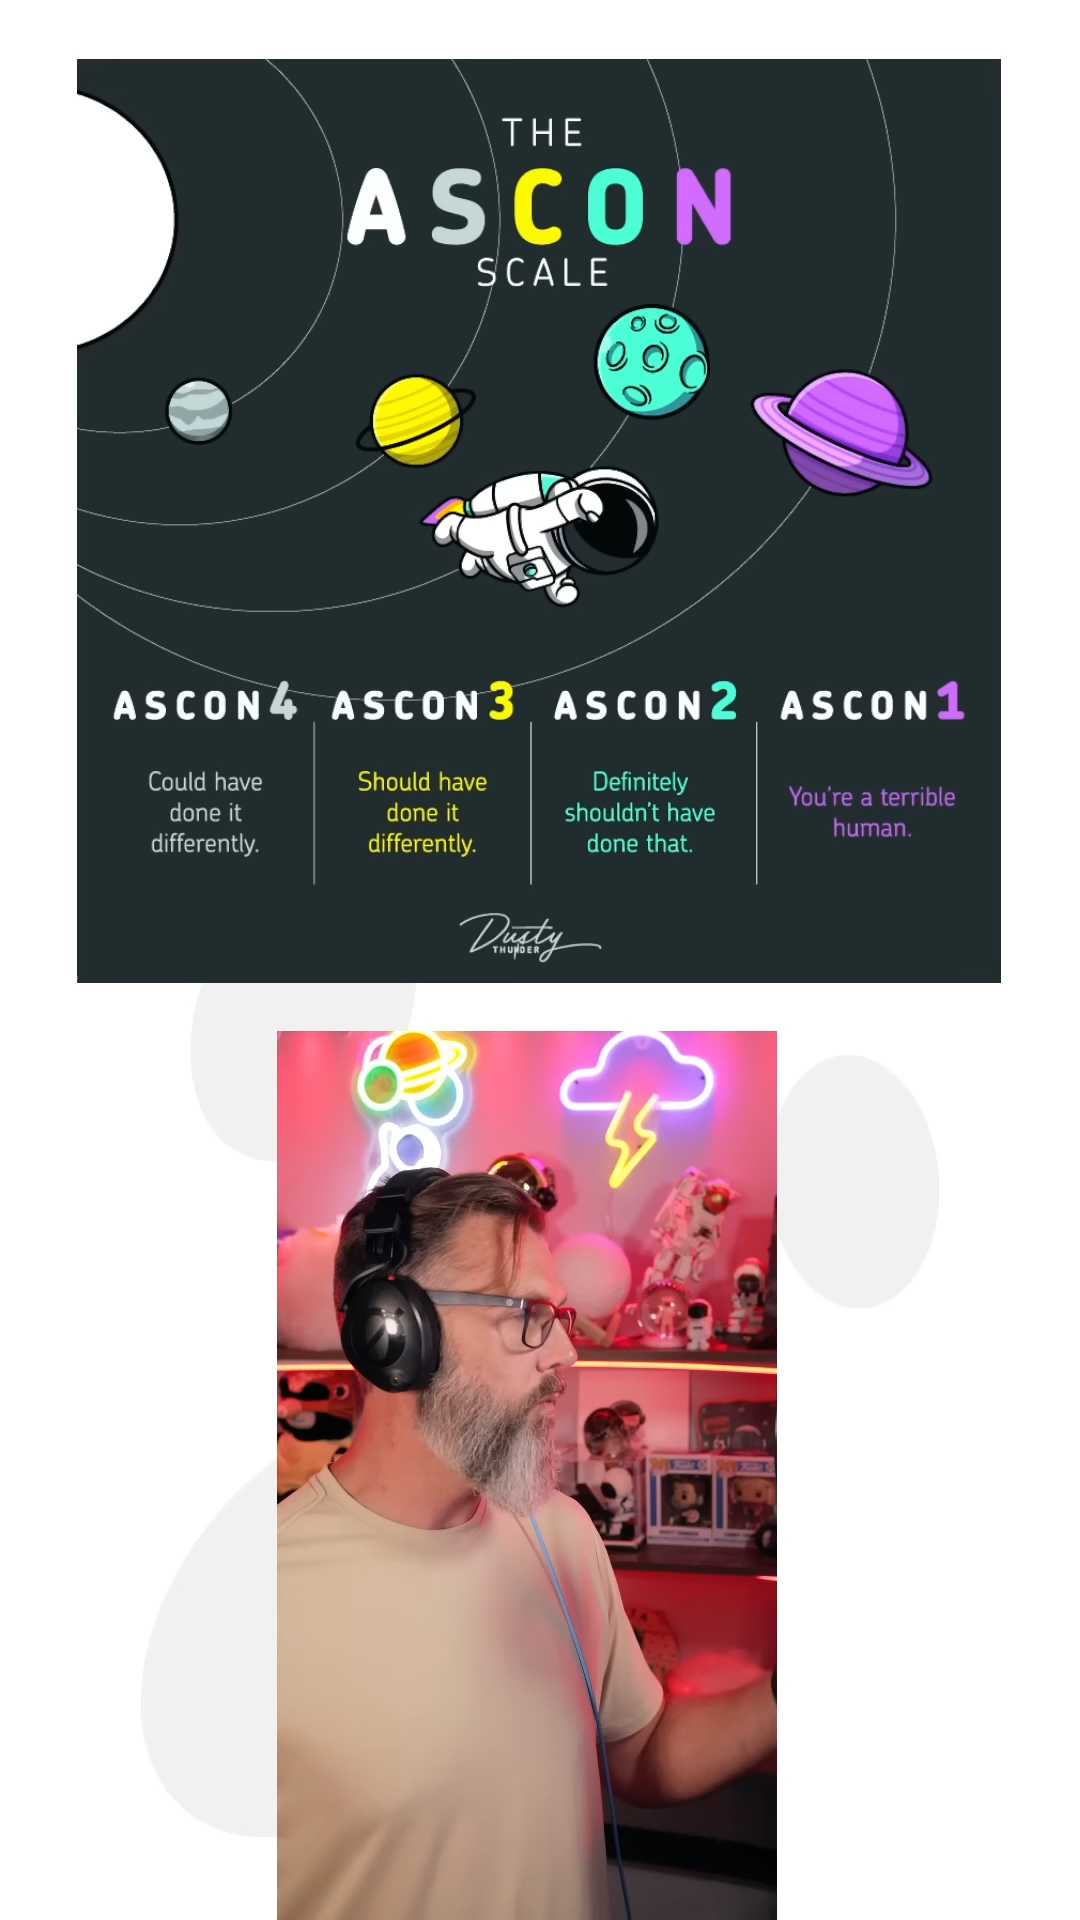 THE
ASCON
SCALE
ASCON4
Could have
done it
differently.
ASCON3
Should have
done it
differently.
ASCON2
Definitely
shouldn't have
done that.
ASCON1
You're a terrible
human.
Dusty
THUNDER